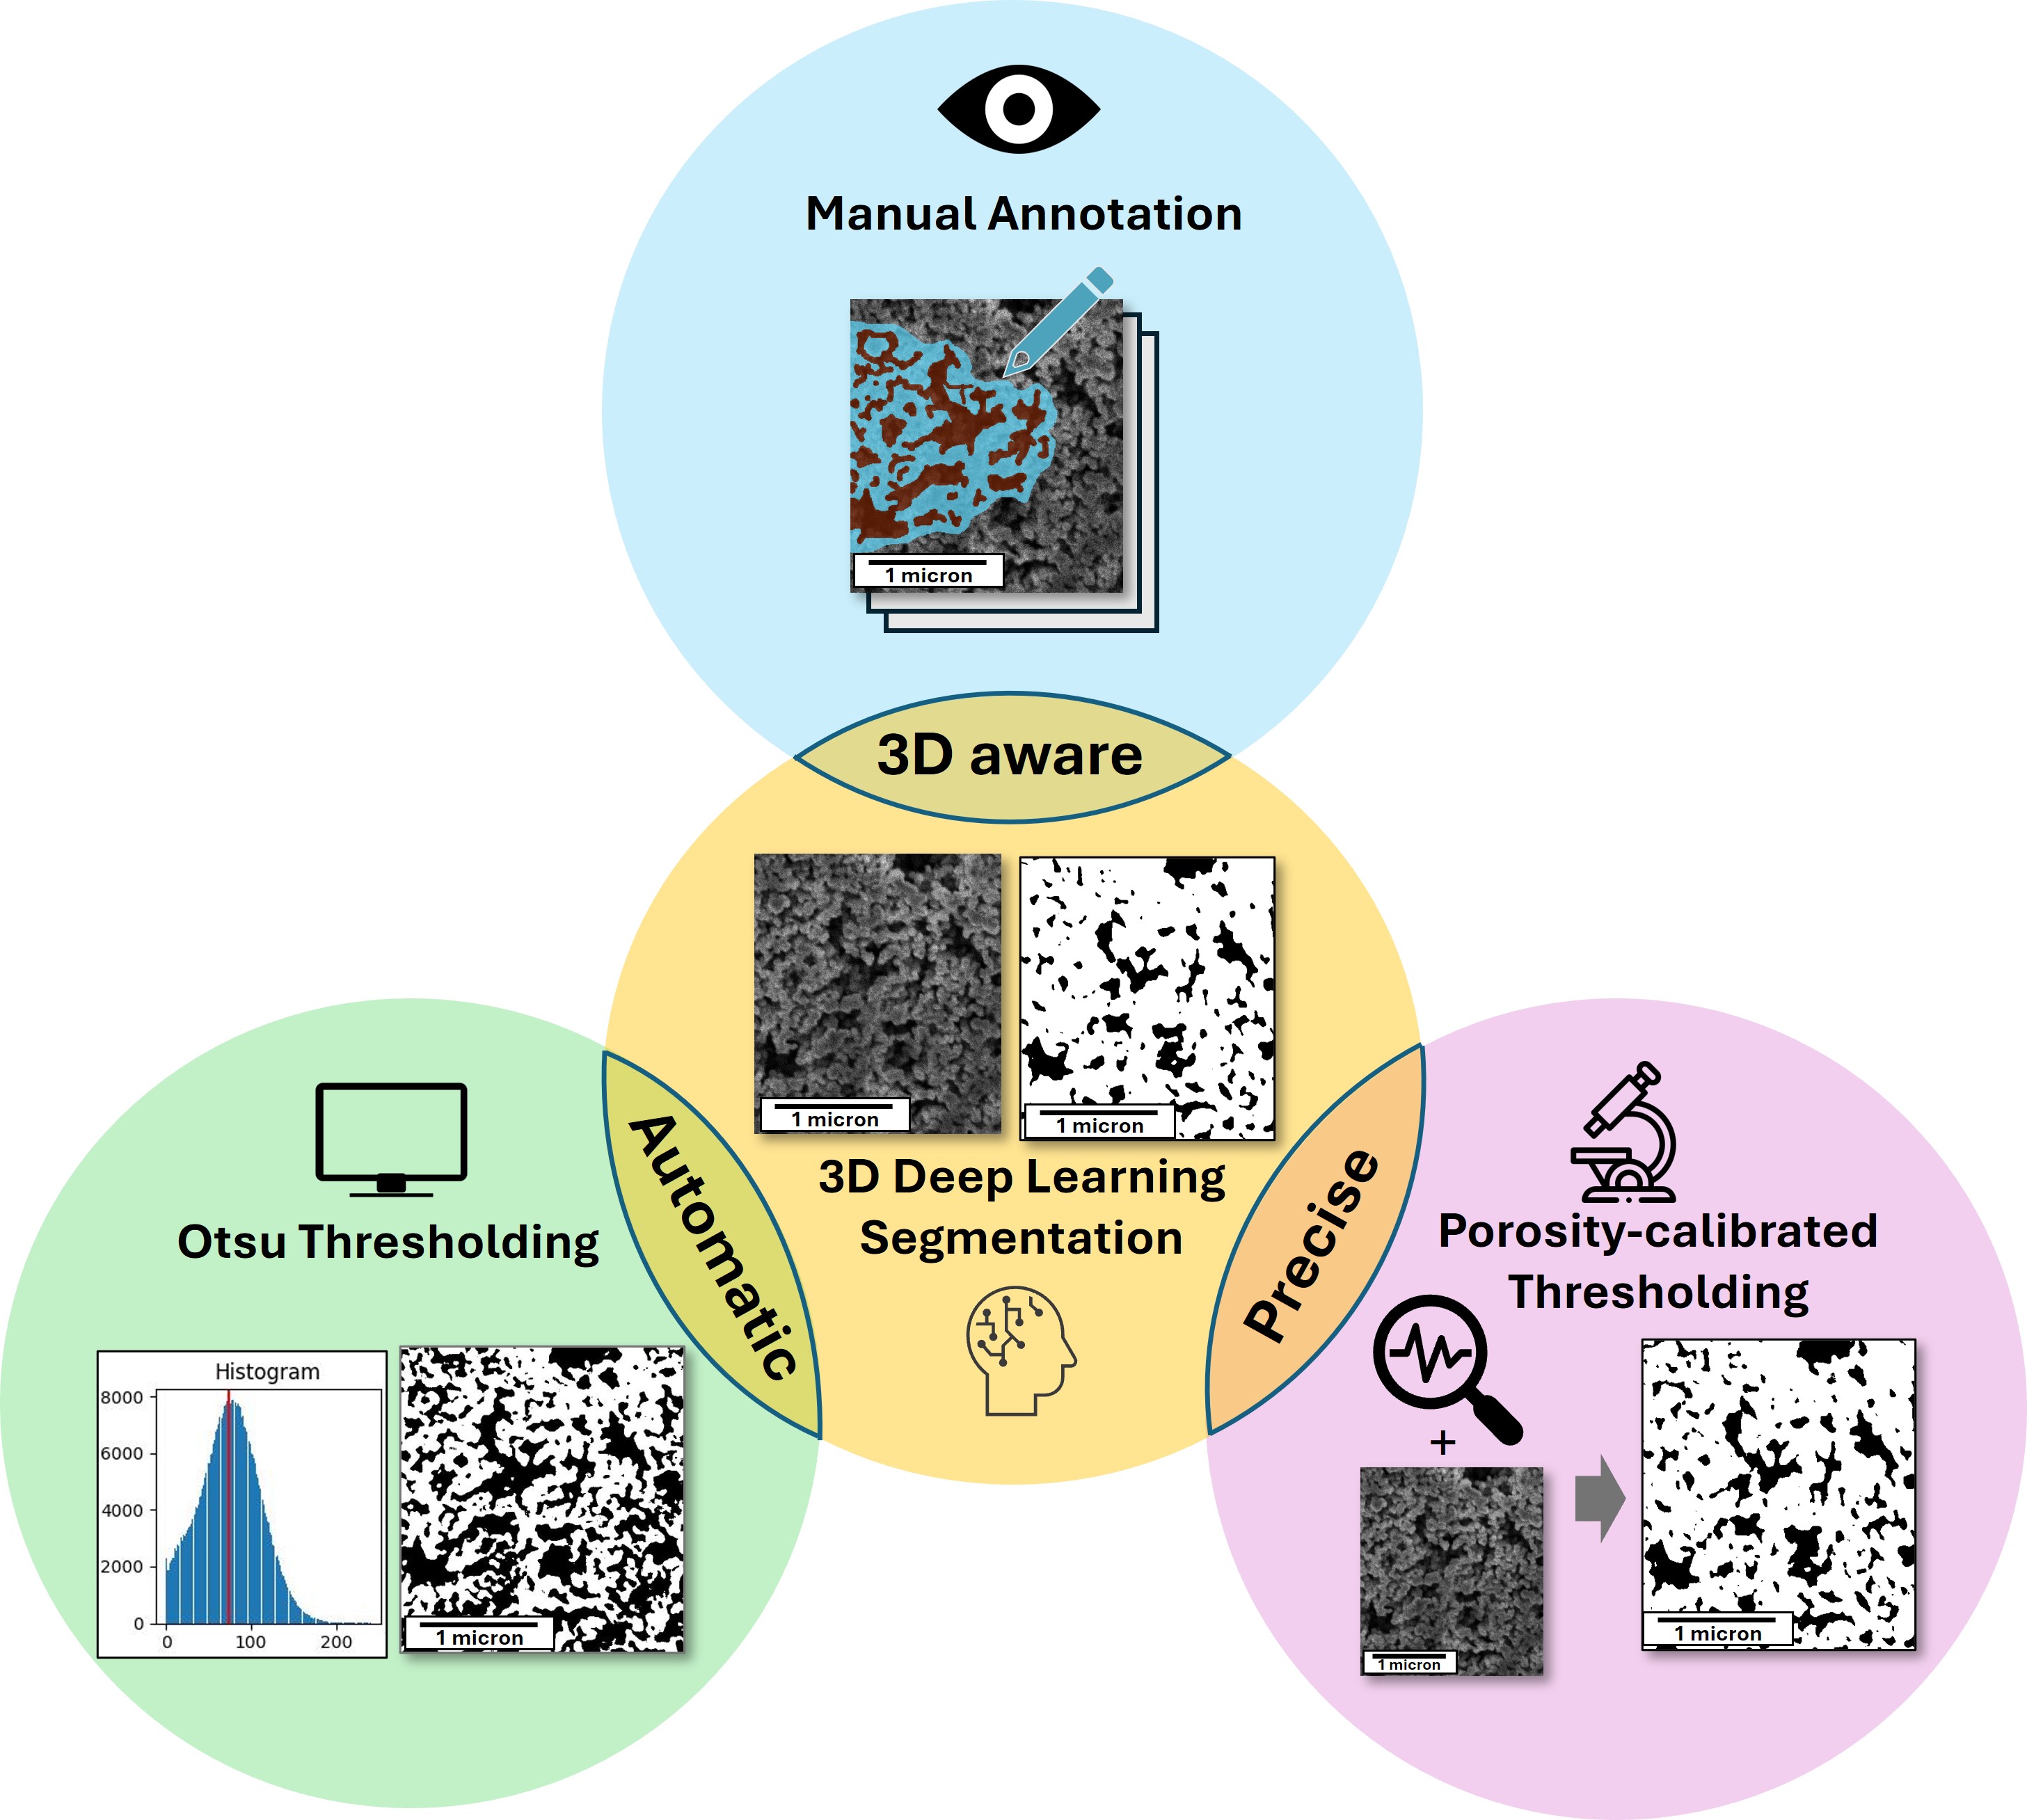 Manual Annotation
1 micron
3D aware
1 micron
1 micron
3D Deep Learning
Segmentation
Automatic
Precise
Otsu Thresholding
Histogram
8000
6000
4000
2000
0
0 100 200
1 micron
Porosity-calibrated
Thresholding
+
1 micron
1 micron